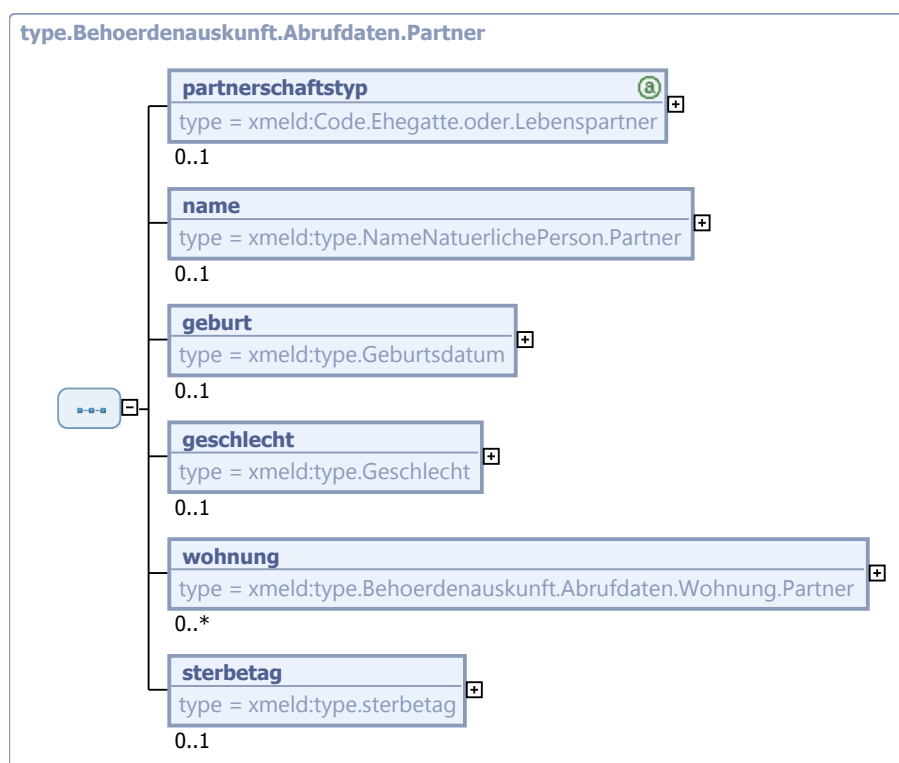 type.Behoerdenauskunft.Abrufdaten.Partner
partnerschaftstyp
a
type = xmeld:Code.Ehegatte.oder.Lebenspartner
0..1
name
type = xmeld:type.NameNatuerlichePerson.Partner
0..1
geburt
type = xmeld:type.Geburtsdatum
0..1
geschlecht
type = xmeld:type.Geschlecht
0..1
wohnung
type = xmeld:type.Behoerdenauskunft.Abrufdaten.Wohnung.Partner
0..*
sterbetag
type = xmeld:type.sterbetag
0..1